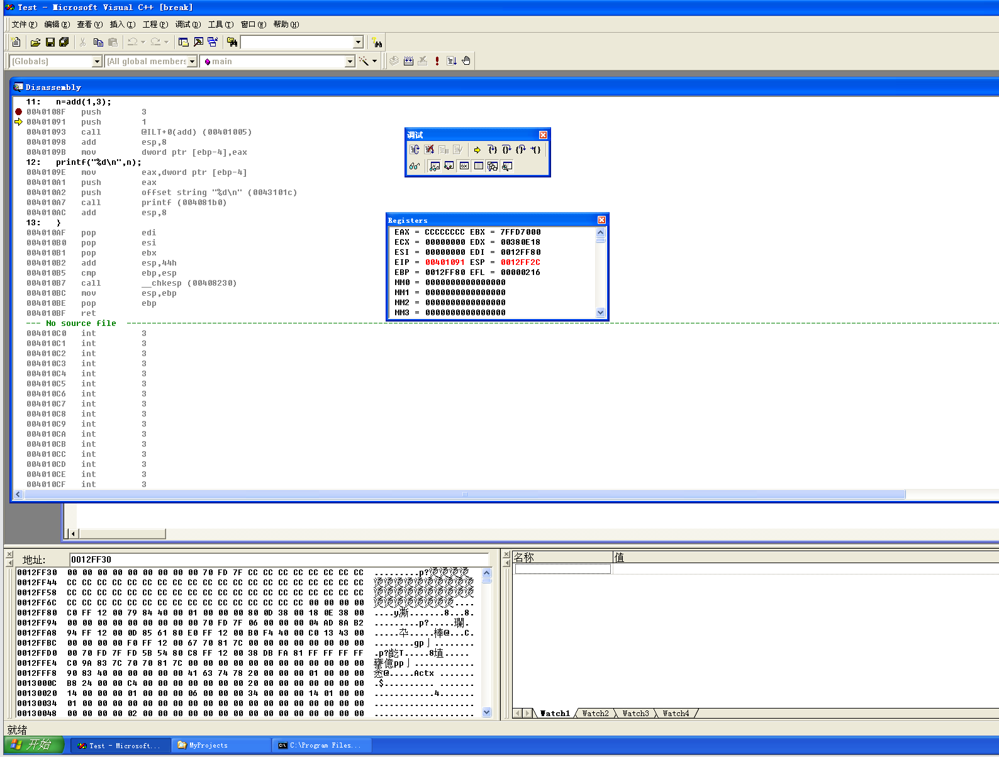 Test - Microsoft Visual C++ [break]
文件(F) 编辑(E) 查看(V) 插入(I) 工程(P) 调试(D) 工具(T) 窗口(W) 帮助(H)
(Globals) (All global members main
Disassembly
11: n=add(1,3);
0040108F push 3
00401091 push 1
00401093 call @ILT+0(add) (00401005)
00401098 add esp,8
0040109B mov dword ptr [ebp-4],eax
12: printf("%d\n",n);
0040109E mov eax,dword ptr [ebp-4]
004010A1 push eax
004010A2 push offset string "%d\n" (0043101c)
004010A7 call printf (004081b0)
004010AC add esp,8
13: }
004010AF pop edi
004010B0 pop esi
004010B1 pop ebx
004010B2 add esp,44h
004010B5 cmp ebp,esp
004010B7 call __chkesp (00408230)
004010BC mov esp,ebp
004010BE pop ebp
004010BF ret
--- No source file
004010C0 int 3
004010C1 int 3
004010C2 int 3
004010C3 int 3
004010C4 int 3
004010C5 int 3
004010C6 int 3
004010C7 int 3
004010C8 int 3
004010C9 int 3
004010CA int 3
004010CB int 3
004010CC int 3
004010CD int 3
004010CE int 3
004010CF int 3
调试
Registers
EAX = CCCCCCCC EBX = 7FFD7000
ECX = 00000000 EDX = 00380E18
ESI = 00000000 EDI = 0012FF80
EIP = 00401091 ESP = 0012FF2C
EBP = 0012FF80 EFL = 00000216
MM0 = 0000000000000000
MM1 = 0000000000000000
MM2 = 0000000000000000
MM3 = 0000000000000000
地址: 0012FF30
0012FF30 00 00 00 00 00 00 00 00 00 70 FD 7F CC CC CC CC CC CC CC CC .........p?烫烫烫烫
0012FF44 CC CC CC CC CC CC CC CC CC CC CC CC CC CC CC CC CC CC CC CC 烫烫烫烫烫烫烫烫烫烫
0012FF58 CC CC CC CC CC CC CC CC CC CC CC CC CC CC CC CC CC CC CC CC 烫烫烫烫烫烫烫烫烫烫
0012FF6C CC CC CC CC CC CC CC CC CC CC CC CC CC CC CC CC 00 00 00 00 烫烫烫烫烫烫烫烫....
0012FF80 C0 FF 12 00 79 84 40 00 01 00 00 00 80 0D 38 00 18 0E 38 00 ....y.......8...8.
0012FF94 00 00 00 00 00 00 00 00 00 70 FD 7F 06 00 00 00 04 AD 8A B2 .........p?.....瓓.
0012FFA8 94 FF 12 00 0D 85 61 80 E0 FF 12 00 B0 F4 40 00 C0 13 43 00 .....棒@...C.
0012FFBC 00 00 00 00 F0 FF 12 00 67 70 81 7C 00 00 00 00 00 00 00 00 ........gp亅........
0012FFD0 00 70 FD 7F FD 5B 54 80 C8 FF 12 00 38 DB FA 81 FF FF FF FF .p?T.....8.....
0012FFE4 C0 9A 83 7C 70 70 81 7C 00 00 00 00 00 00 00 00 00 00 00 00 pp亅............
0012FFF8 90 83 40 00 00 00 00 00 41 63 74 78 20 00 00 00 01 00 00 00 @.....Actx .......
0013000C B8 24 00 00 C4 00 00 00 00 00 00 00 20 00 00 00 00 00 00 00 .$.......... .......
00130020 14 00 00 00 01 00 00 00 06 00 00 00 34 00 00 00 14 01 00 00 ............4.......
00130034 01 00 00 00 00 00 00 00 00 00 00 00 00 00 00 00 00 00 00 00 ....................
00130048 00 00 00 00 02 00 00 00 00 00 00 00 00 00 00 00 00 00 00 00 ....................
名称 值
Watch1 Watch2 Watch3 Watch4
就绪
开始 Test - Microsoft... MyProjects C:\Program Files...